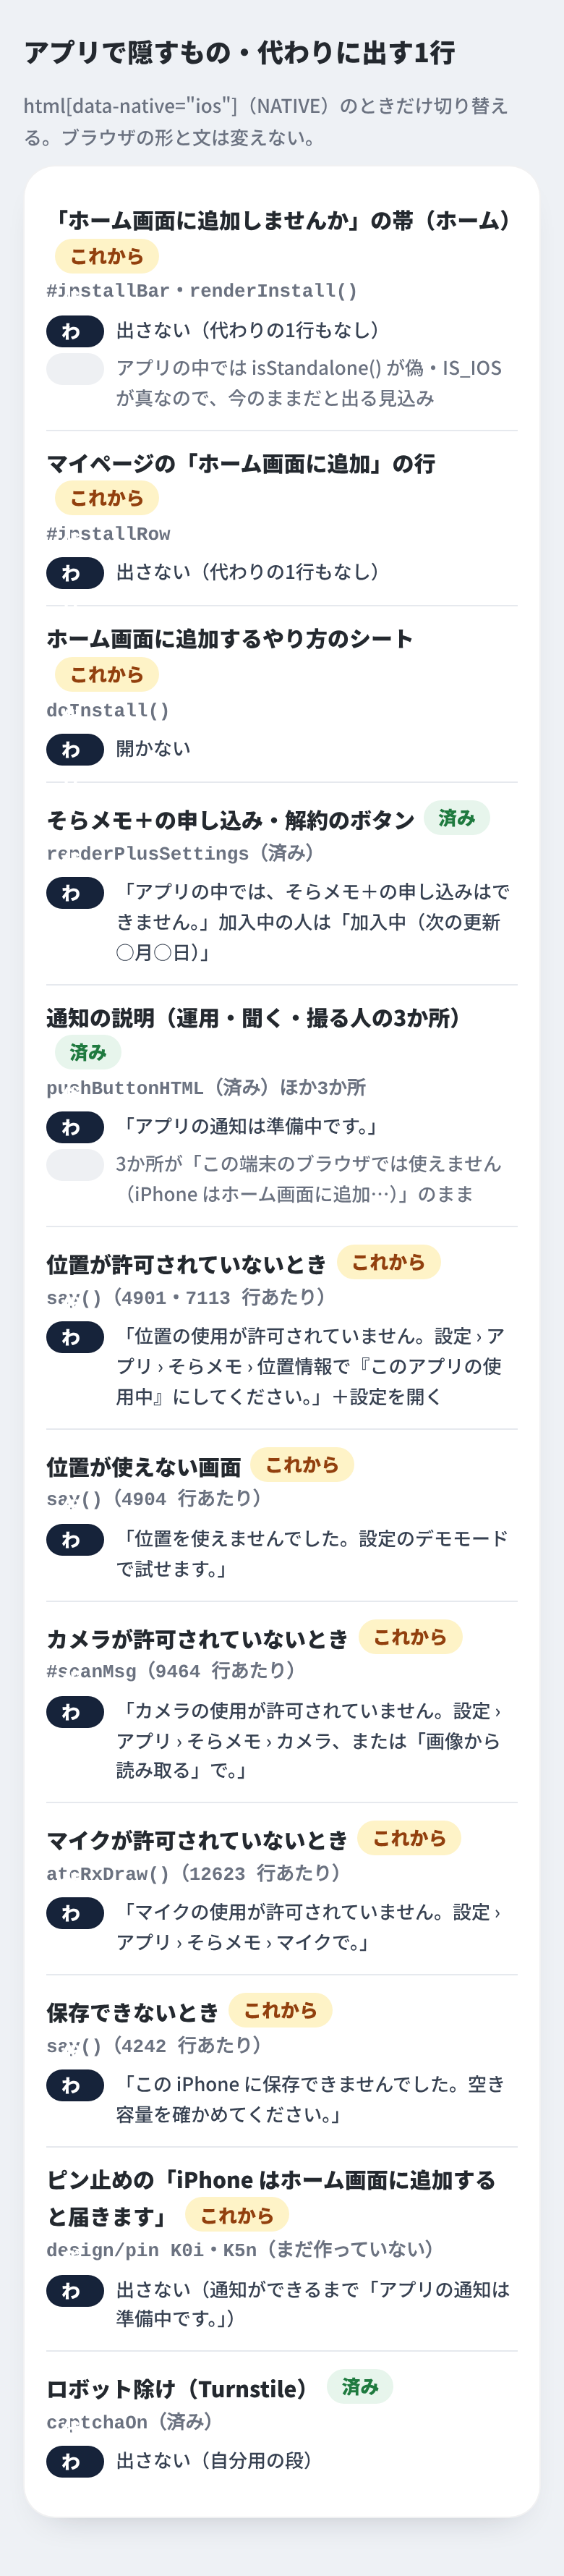 アプリで隠すもの・代わりに出す1行
html[data-native="ios"]（NATIVE）のときだけ切り替え
る。ブラウザの形と文は変えない。
「ホーム画面に追加しませんか」の帯（ホーム）
これから
#installBar・renderInstall()
わ 出さない（代わりの1行もなし）
アプリの中では isStandalone() が偽・IS_IOS
が真なので、今のままだと出る見込み
マイページの「ホーム画面に追加」の行
これから
#installRow
わ 出さない（代わりの1行もなし）
ホーム画面に追加するやり方のシート
これから
doInstall()
わ 開かない
そらメモ＋の申し込み・解約のボタン 済み
renderPlusSettings（済み）
わ 「アプリの中では、そらメモ＋の申し込みはで
きません。」加入中の人は「加入中（次の更新
〇月〇日）」
通知の説明（運用・聞く・撮る人の3か所）
済み
pushButtonHTML（済み）ほか3か所
わ 「アプリの通知は準備中です。」
3か所が「この端末のブラウザでは使えません
（iPhone はホーム画面に追加…）」のまま
位置が許可されていないとき これから
say()（4901・7113 行あたり）
わ 「位置の使用が許可されていません。設定 › ア
プリ › そらメモ › 位置情報で『このアプリの使
用中』にしてください。」＋設定を開く
位置が使えない画面 これから
say()（4904 行あたり）
わ 「位置を使えませんでした。設定のデモモード
で試せます。」
カメラが許可されていないとき これから
#scanMsg（9464 行あたり）
わ 「カメラの使用が許可されていません。設定 ›
アプリ › そらメモ › カメラ、または「画像から
読み取る」で。」
マイクが許可されていないとき これから
atcRxDraw()（12623 行あたり）
わ 「マイクの使用が許可されていません。設定 ›
アプリ › そらメモ › マイクで。」
保存できないとき これから
say()（4242 行あたり）
わ 「この iPhone に保存できませんでした。空き
容量を確かめてください。」
ピン止めの「iPhone はホーム画面に追加する
と届きます」 これから
design/pin K0i・K5n（まだ作っていない）
わ 出さない（通知ができるまで「アプリの通知は
準備中です。」）
ロボット除け（Turnstile） 済み
captchaOn（済み）
わ 出さない（自分用の段）